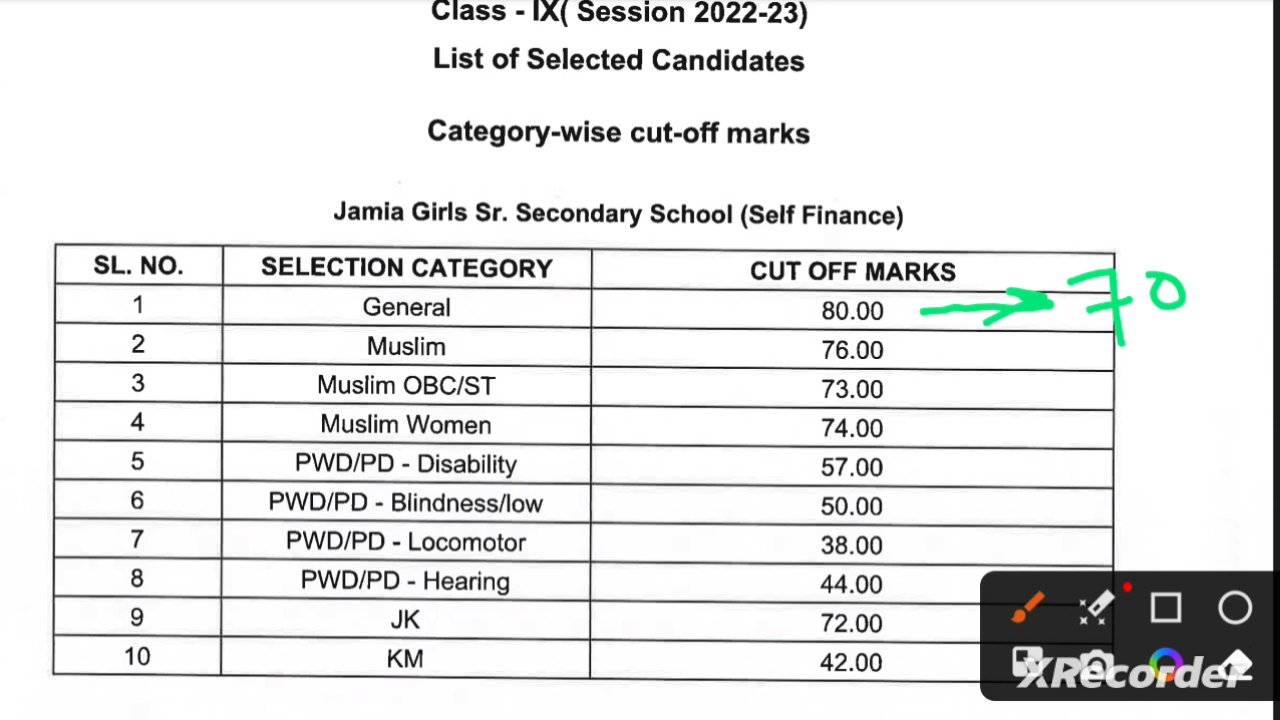 Class - IX( Session 2022-23)
List of Selected Candidates
Category-wise cut-off marks
Jamia Girls Sr. Secondary School (Self Finance)
SL. NO. SELECTION CATEGORY CUT OFF MARKS
1 General 80.00 → 70
2 Muslim 76.00
3 Muslim OBC/ST 73.00
4 Muslim Women 74.00
5 PWD/PD - Disability 57.00
6 PWD/PD - Blindness/low 50.00
7 PWD/PD - Locomotor 38.00
8 PWD/PD - Hearing 44.00
9 JK 72.00
10 KM 42.00
XRecorder